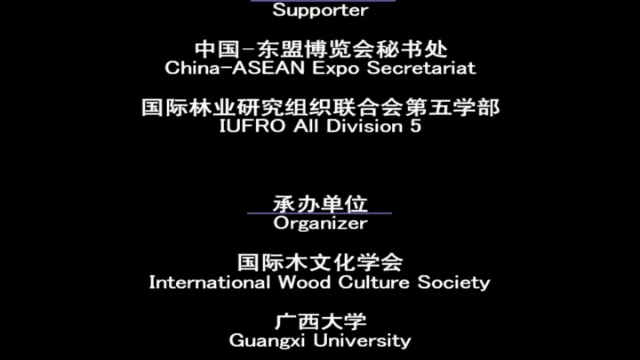 Supporter
中国-东盟博览会秘书处
China-ASEAN Expo Secretariat
国际林业研究组织联合会第五学部
IUFRO All Division 5
承办单位
Organizer
国际木文化学会
International Wood Culture Society
广西大学
Guangxi University